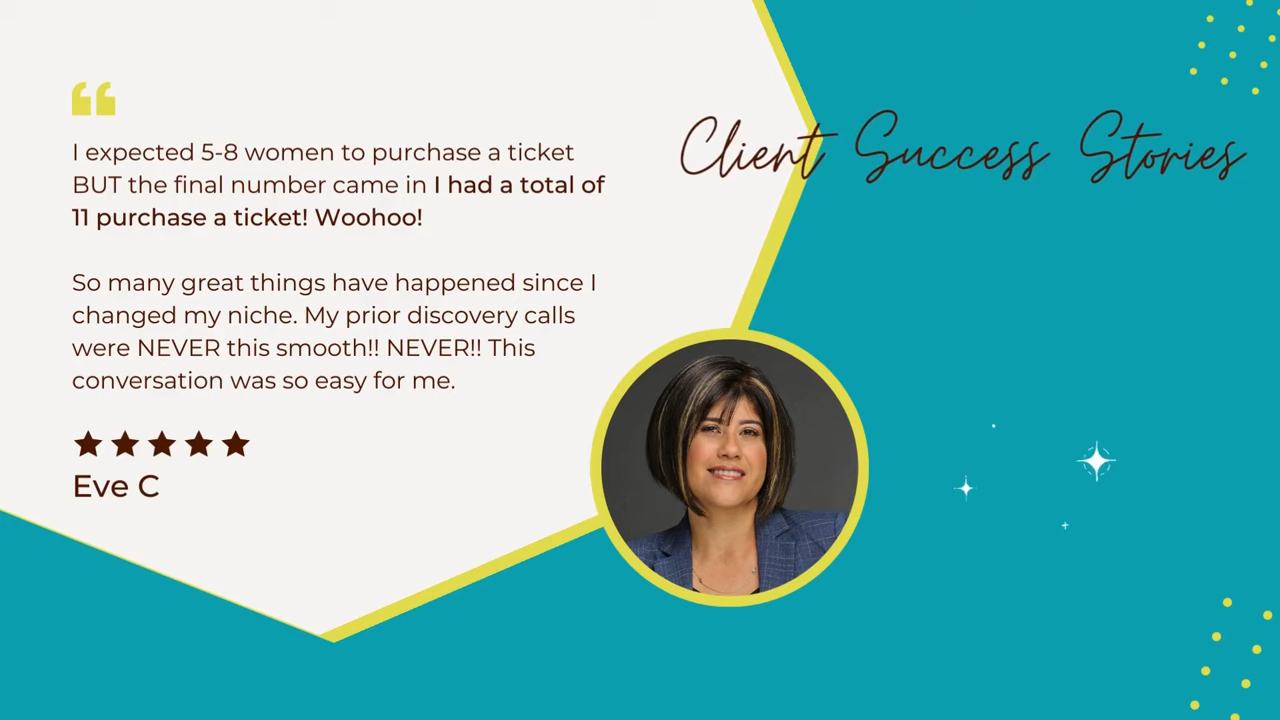 Client Success Stories
“
I expected 5-8 women to purchase a ticket
BUT the final number came in I had a total of
11 purchase a ticket! Woohoo!
So many great things have happened since I
changed my niche. My prior discovery calls
were NEVER this smooth!! NEVER!! This
conversation was so easy for me.
Eve C